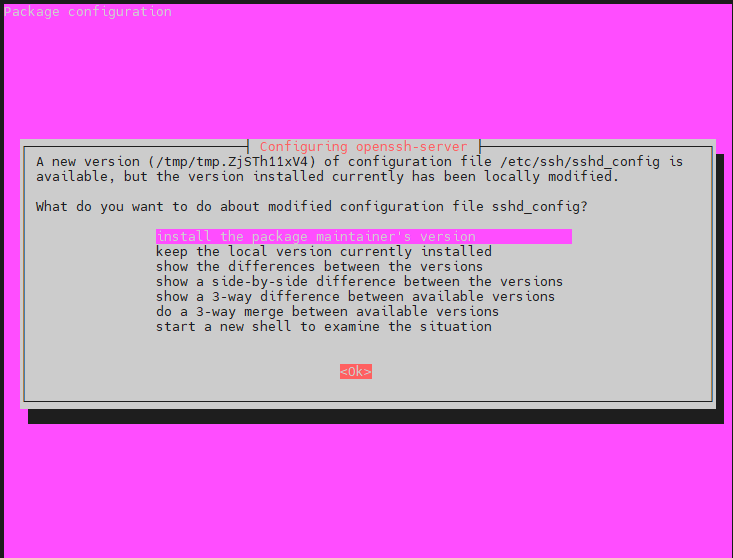 Package configuration
Configuring openssh-server
A new version (/tmp/tmp.ZjSTh11xV4) of configuration file /etc/ssh/sshd_config is
available, but the version installed currently has been locally modified.
What do you want to do about modified configuration file sshd_config?
install the package maintainer's version
keep the local version currently installed
show the differences between the versions
show a side-by-side difference between the versions
show a 3-way difference between available versions
do a 3-way merge between available versions
start a new shell to examine the situation
<Ok>